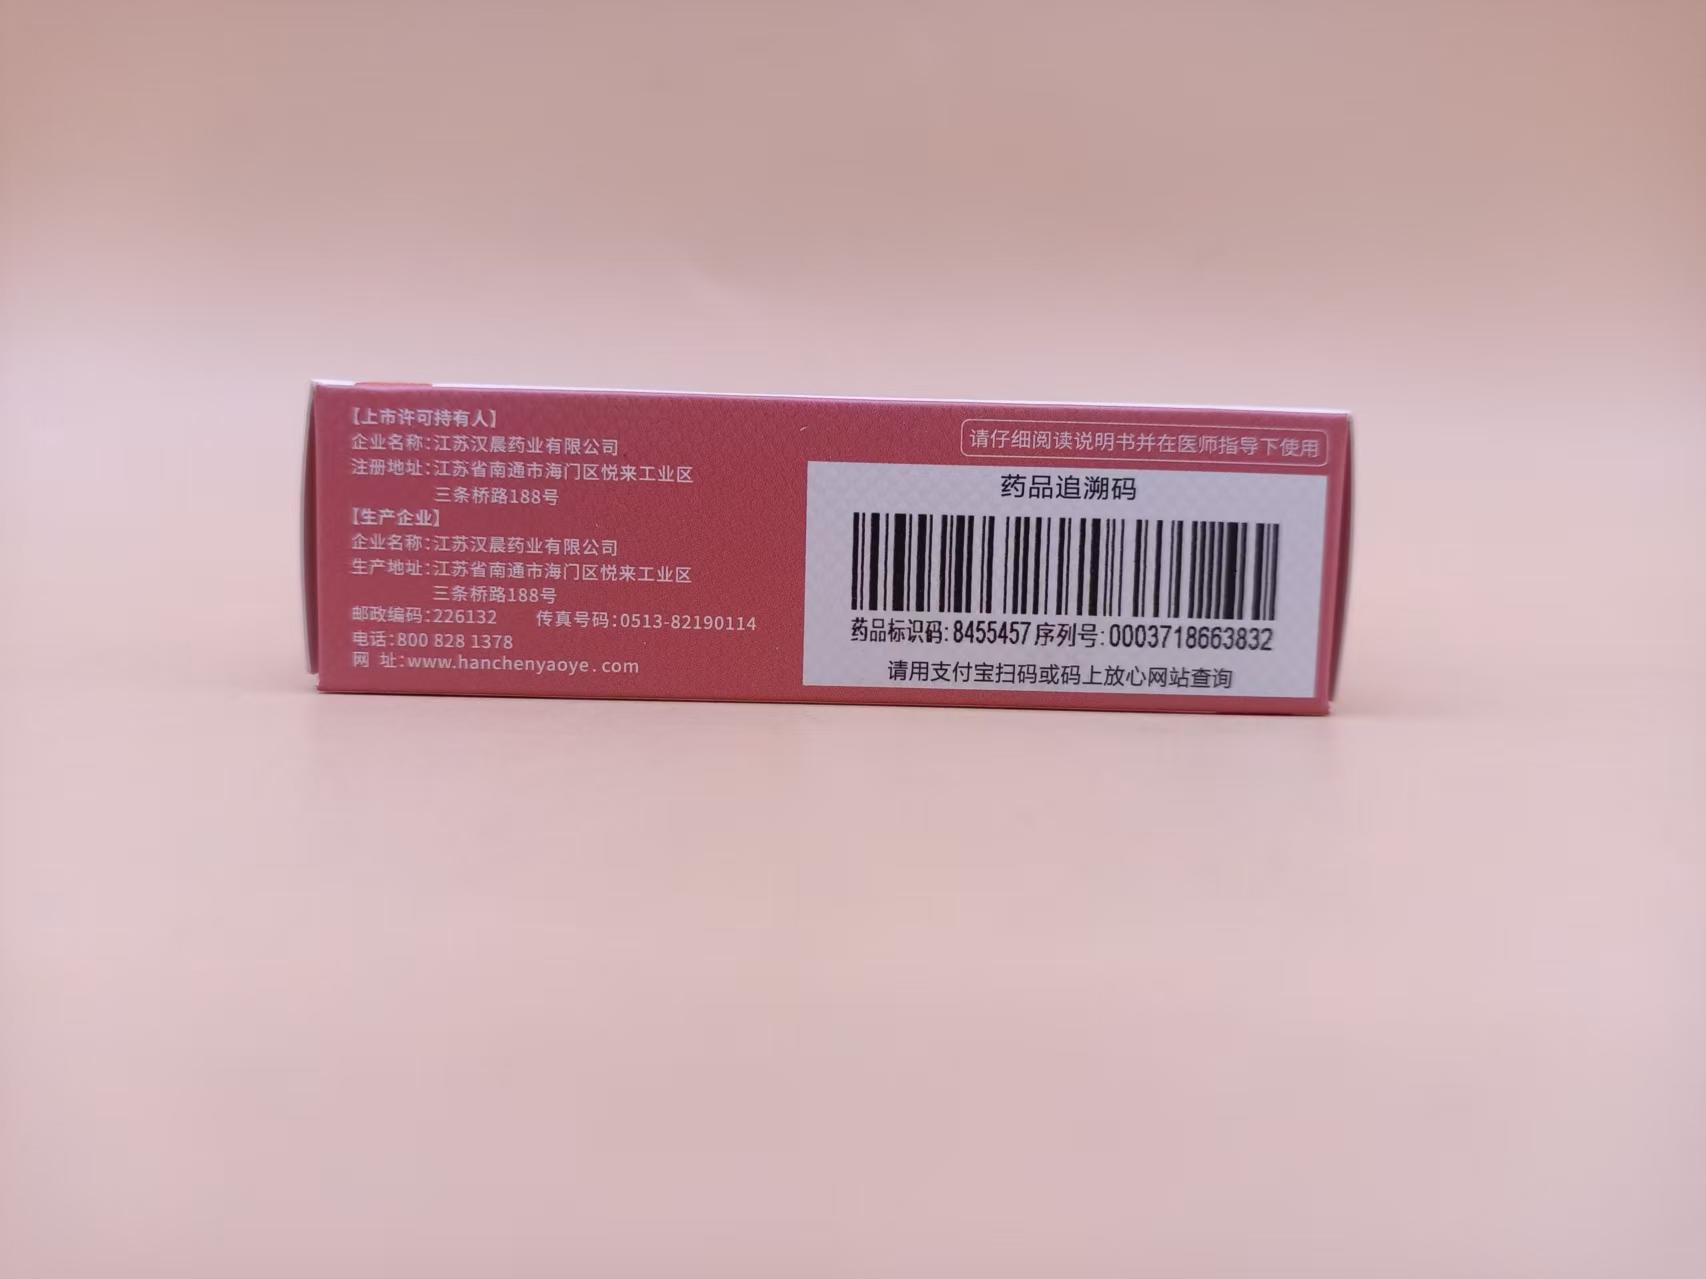 【上市许可持有人】
企业名称:江苏汉晨药业有限公司
注册地址:江苏省南通市海门区悦来工业区
三条桥路188号
【生产企业】
企业名称:江苏汉晨药业有限公司
生产地址:江苏省南通市海门区悦来工业区
三条桥路188号
邮政编码:226132 传真号码:0513-82190114
电话:800 828 1378
网 址:www.hanchenyaoye.com
请仔细阅读说明书并在医师指导下使用
药品追溯码
药品标识码:8455457 序列号:0003718663832
请用支付宝扫码或码上放心网站查询